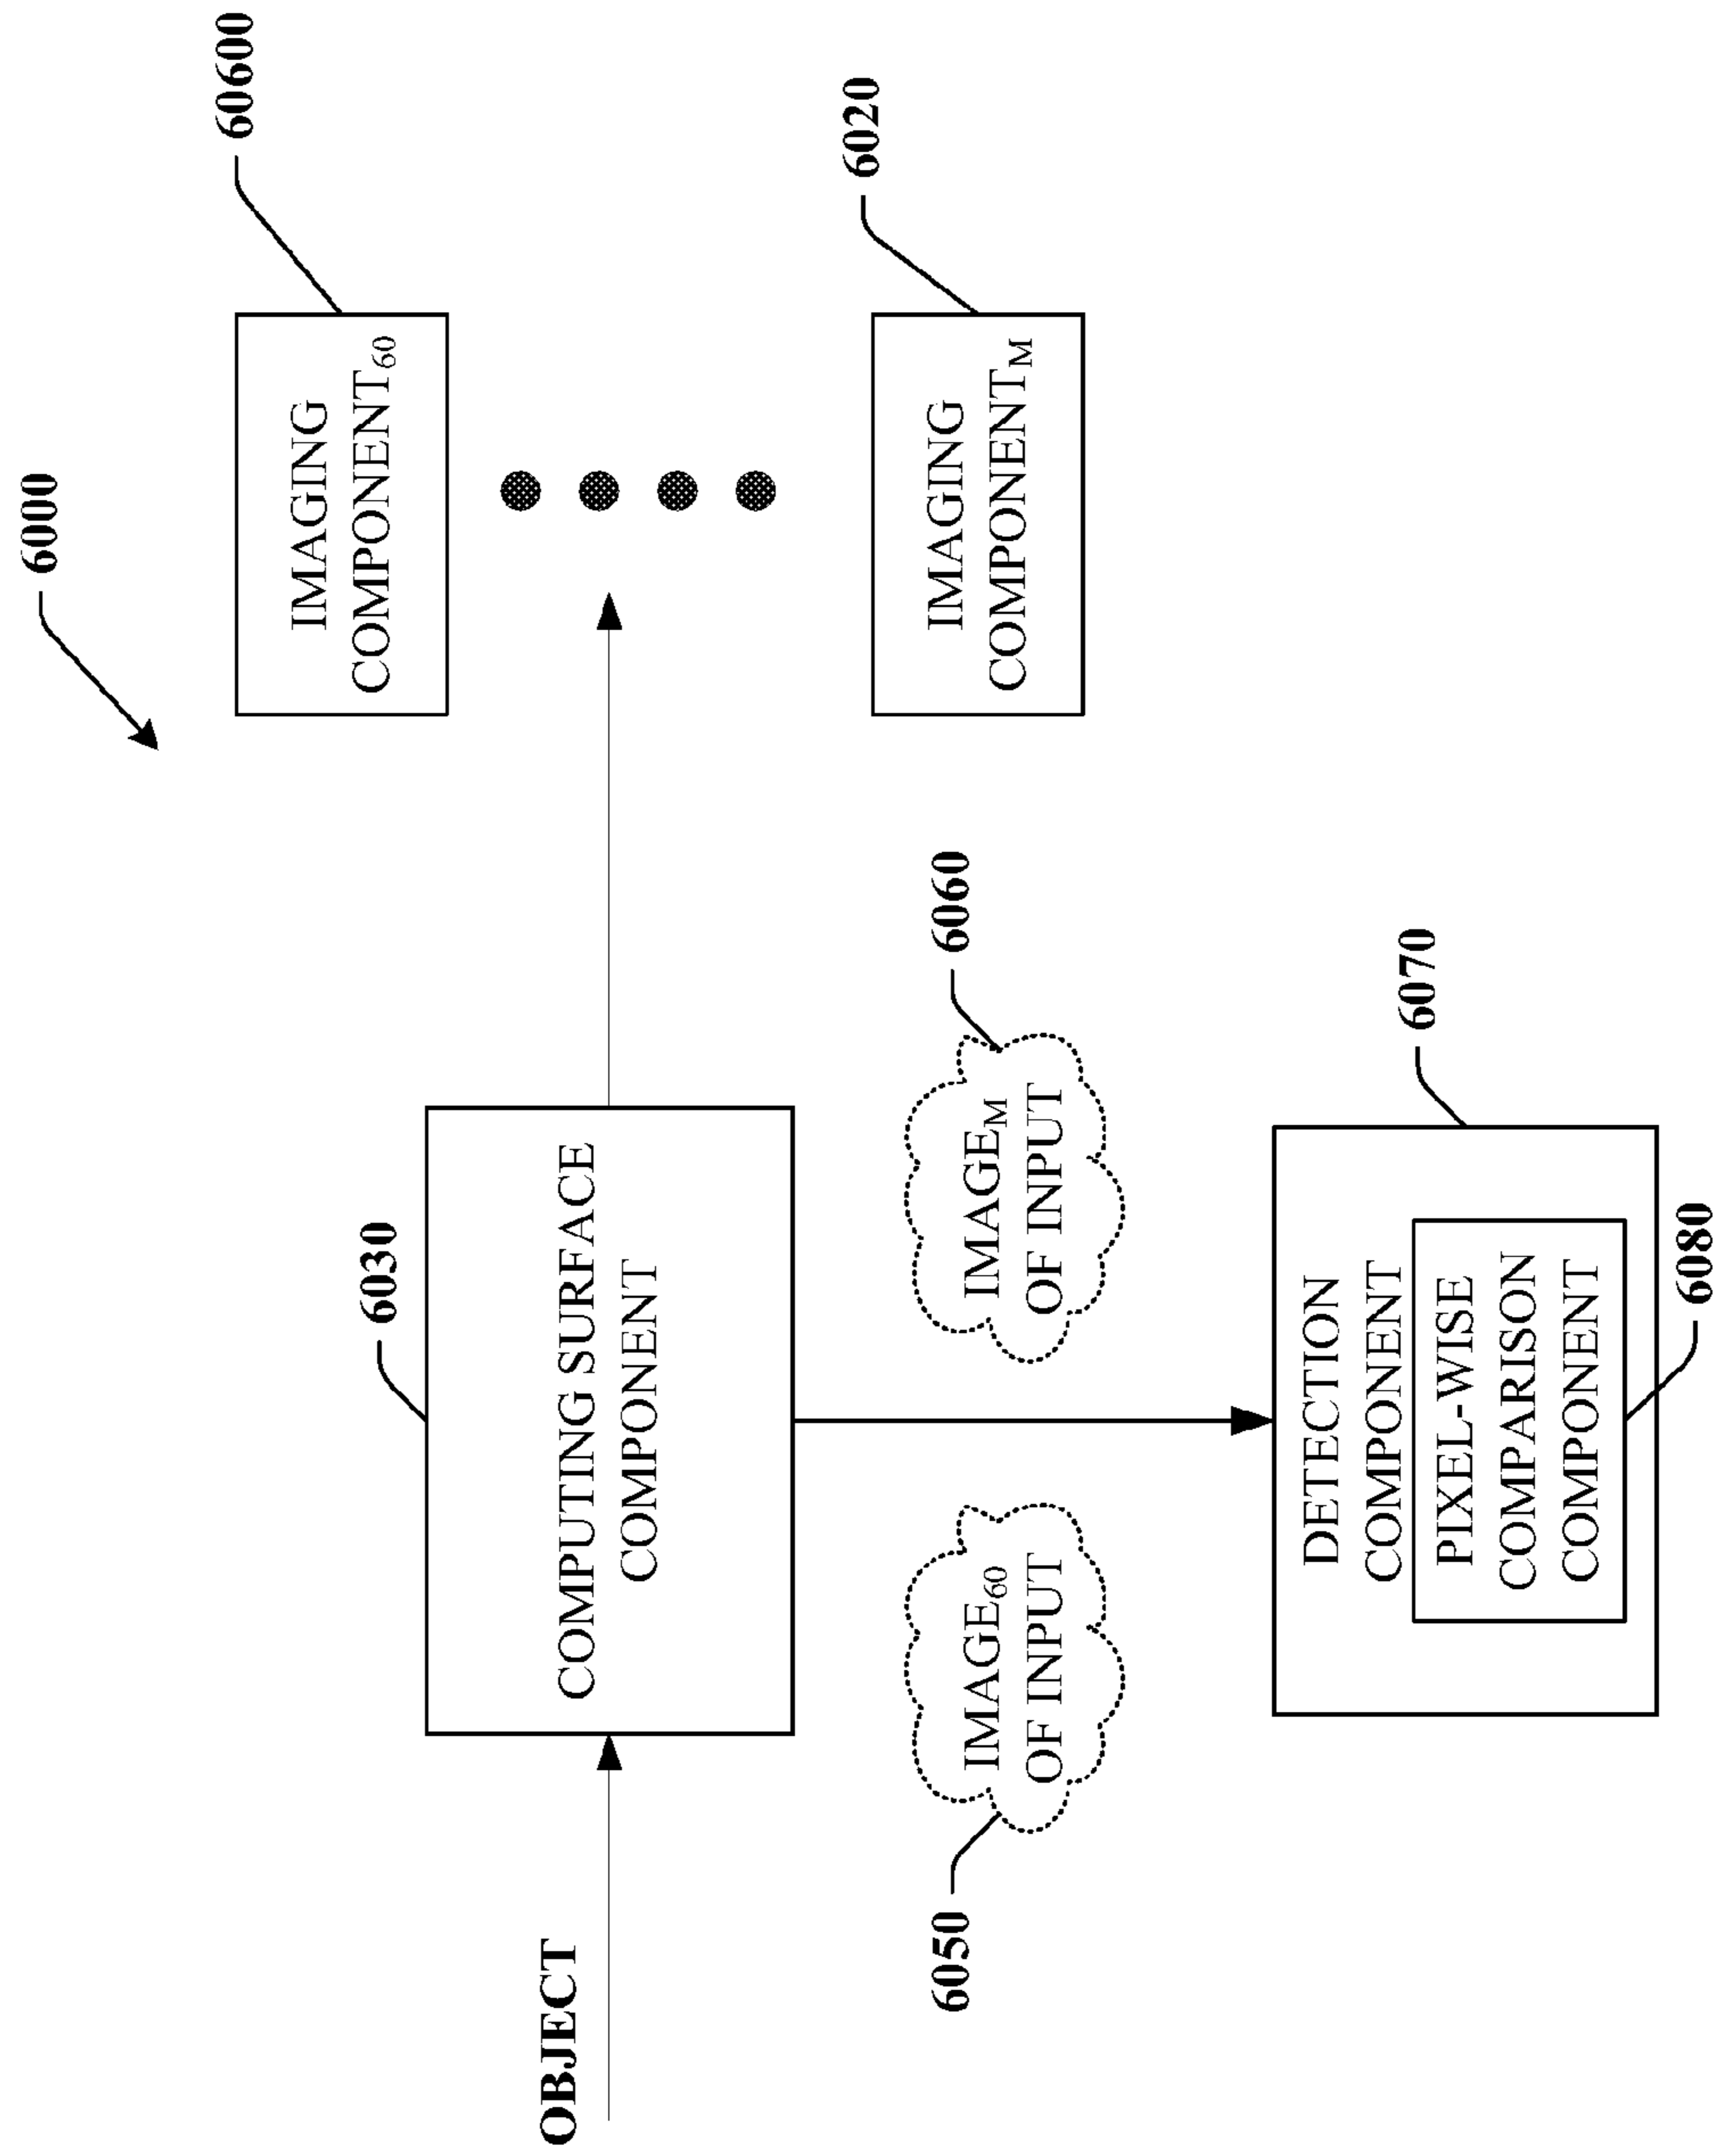 6000
60600
IMAGING
COMPONENT60
6020
IMAGING
COMPONENTM
6030
COMPUTING SURFACE
COMPONENT
OBJECT
6060
IMAGEM
OF INPUT
6050
IMAGE60
OF INPUT
6070
DETECTION
COMPONENT
PIXEL-WISE
COMPARISON
COMPONENT
6080